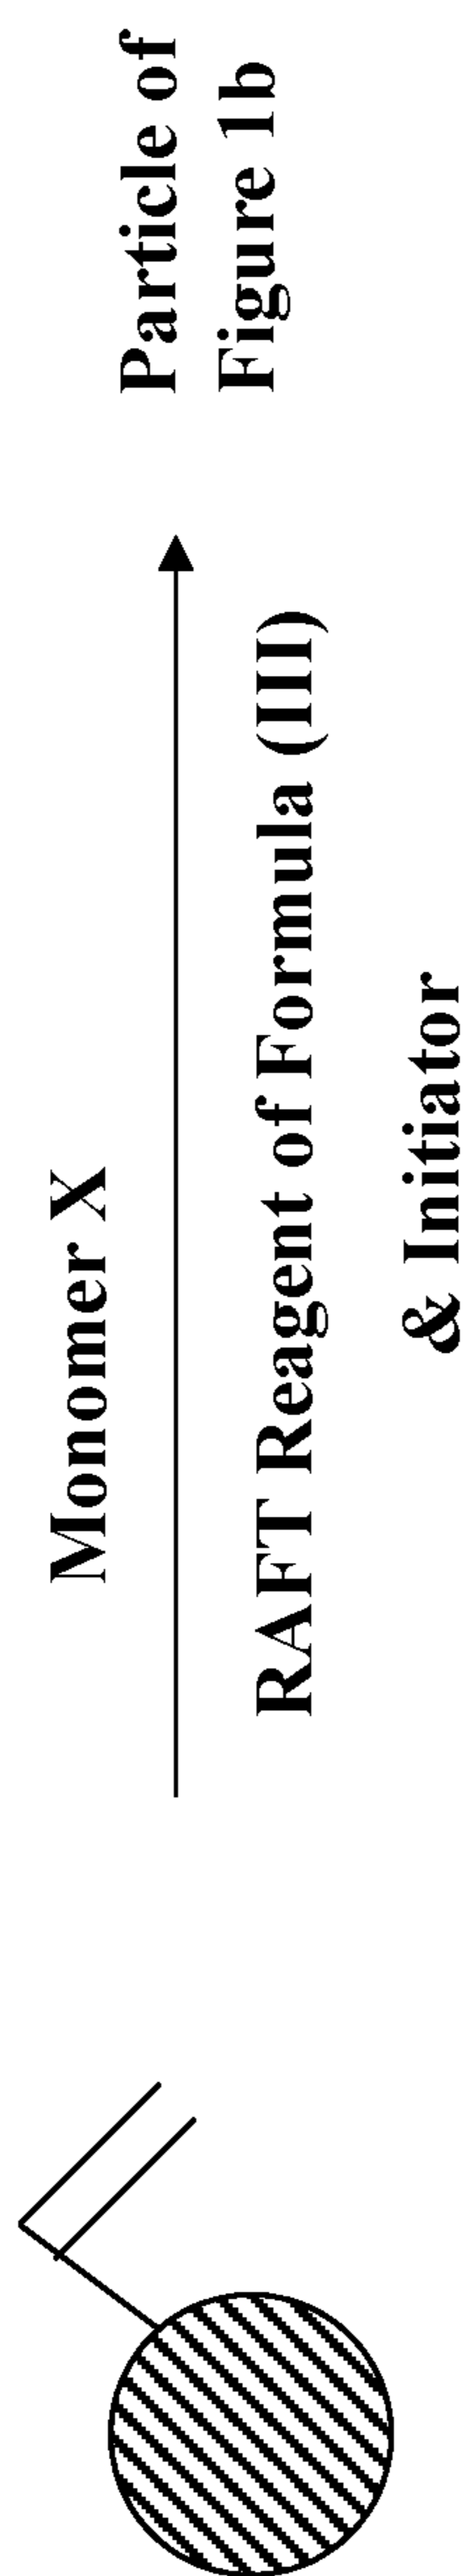 Monomer X
RAFT Reagent of Formula (III)
& Initiator
Particle of
Figure 1b